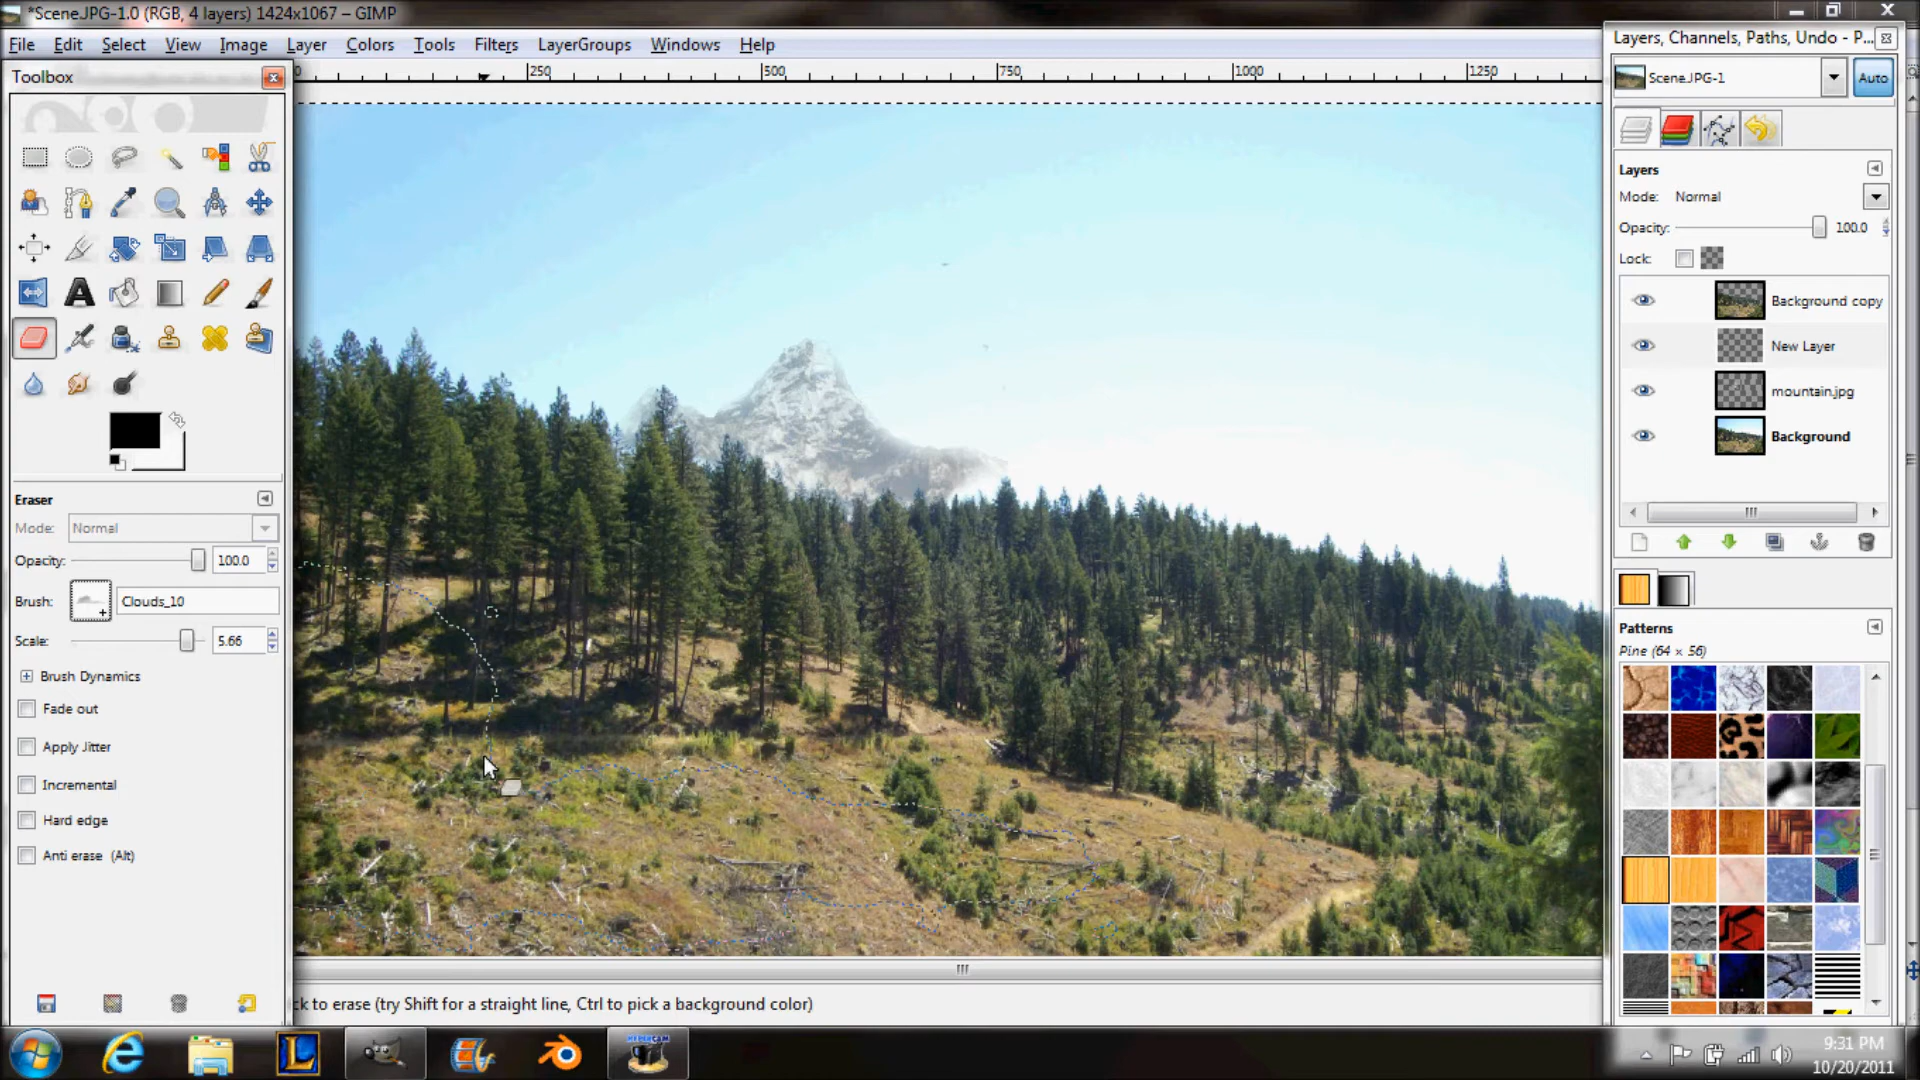 *Scene.JPG-1.0 (RGB, 4 layers) 1424x1067 – GIMP
File Edit Select View Image Layer Colors Tools Filters LayerGroups Windows Help
Toolbox
250 500 750 1000 1250
Eraser
Mode: Normal
Opacity: 100.0
Brush: Clouds_10
Scale: 5.66
Brush Dynamics
Fade out
Apply Jitter
Incremental
Hard edge
Anti erase (Alt)
ck to erase (try Shift for a straight line, Ctrl to pick a background color)
Layers, Channels, Paths, Undo - P...
Scene.JPG-1
Auto
Layers
Mode: Normal
Opacity: 100.0
Lock:
Background copy
New Layer
mountain.jpg
Background
Patterns
Pine (64 × 56)
L
HYPERCAM
9:31 PM
10/20/2011